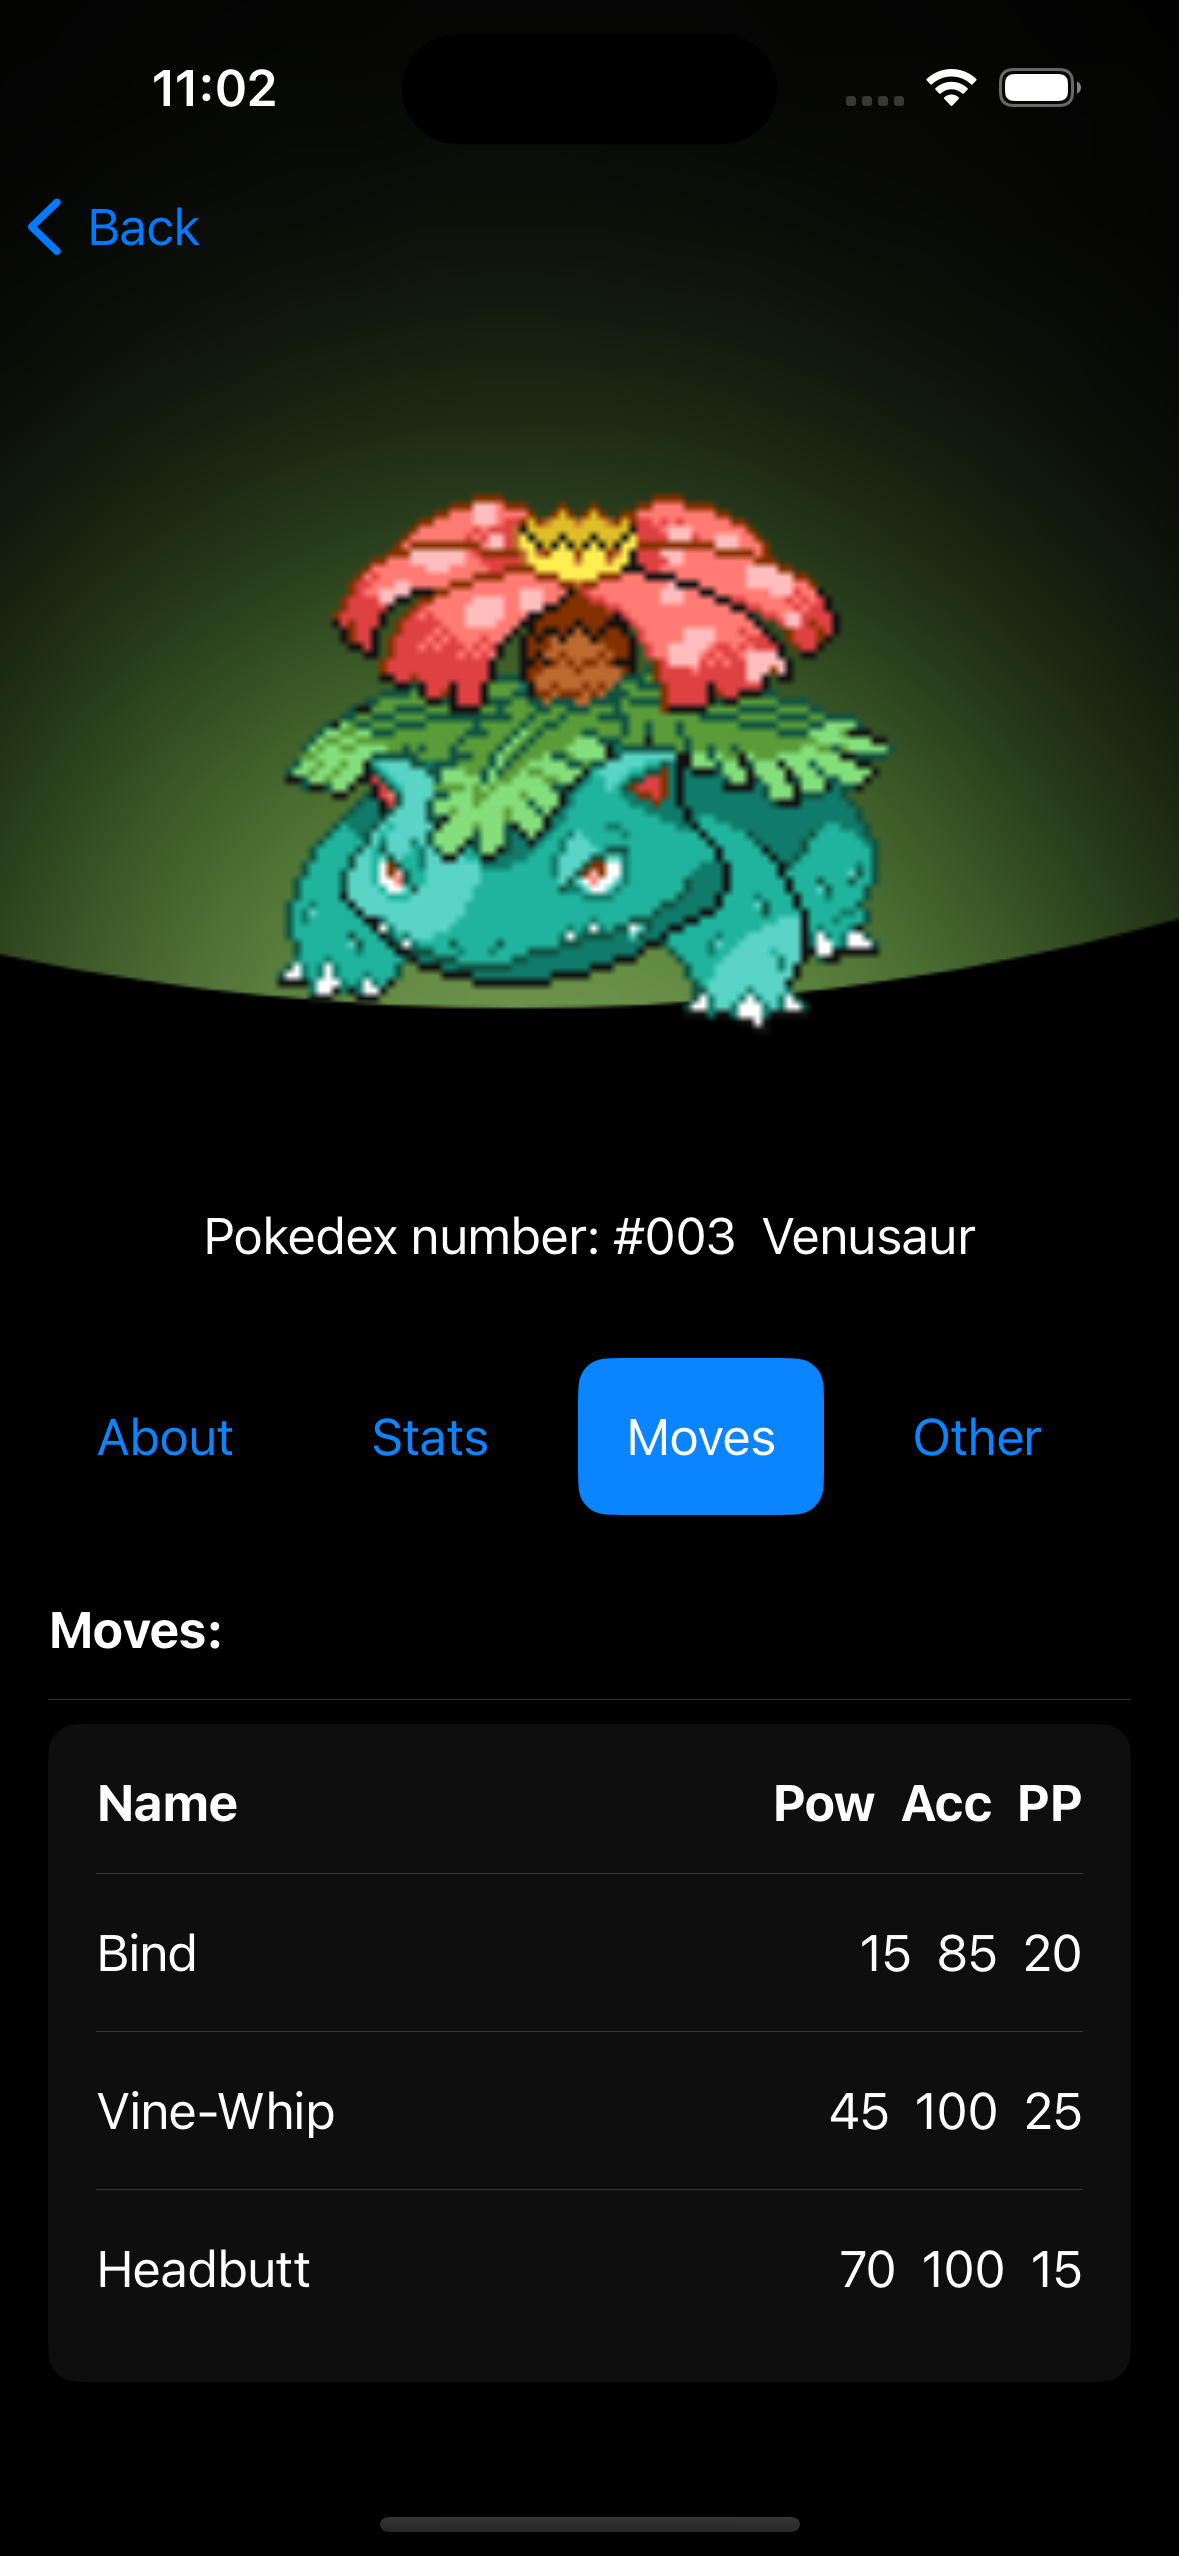 11:02
Back
Pokedex number: #003 Venusaur
About Stats Moves Other
Moves:
Name Pow Acc PP
Bind 15 85 20
Vine-Whip 45 100 25
Headbutt 70 100 15